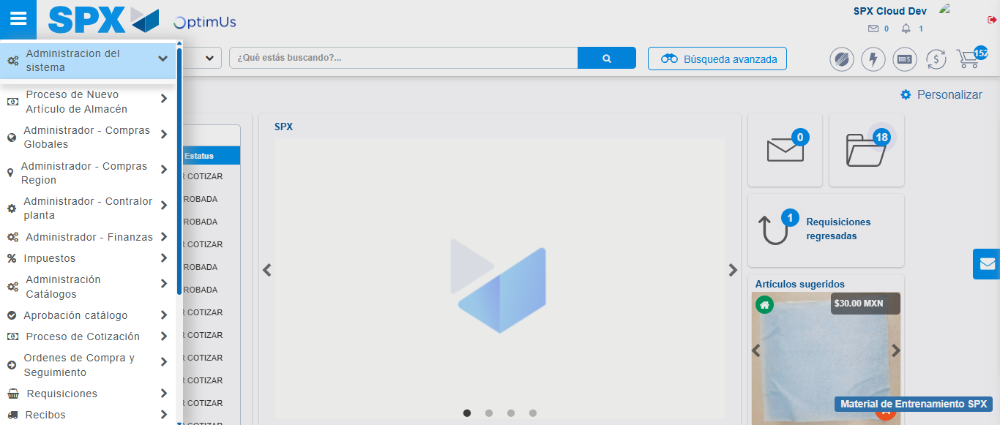 SPX
OptimUs
SPX Cloud Dev
0
1
Administracion del
sistema
¿Qué estás buscando?...
Búsqueda avanzada
$
152
Personalizar
Proceso de Nuevo
Artículo de Almacén
Administrador - Compras
Globales
Administrador - Compras
Region
Administrador - Contralor
planta
Administrador - Finanzas
Impuestos
Administración
Catálogos
Aprobación catálogo
Proceso de Cotización
Ordenes de Compra y
Seguimiento
Requisiciones
Recibos
Estatus
COTIZAR
ROBADA
ROBADA
COTIZAR
ROBADA
ROBADA
COTIZAR
COTIZAR
COTIZAR
COTIZAR
COTIZAR
COTIZAR
SPX
0
18
1
Requisiciones
regresadas
Artículos sugeridos
$30.00 MXN
Material de Entrenamiento SPX